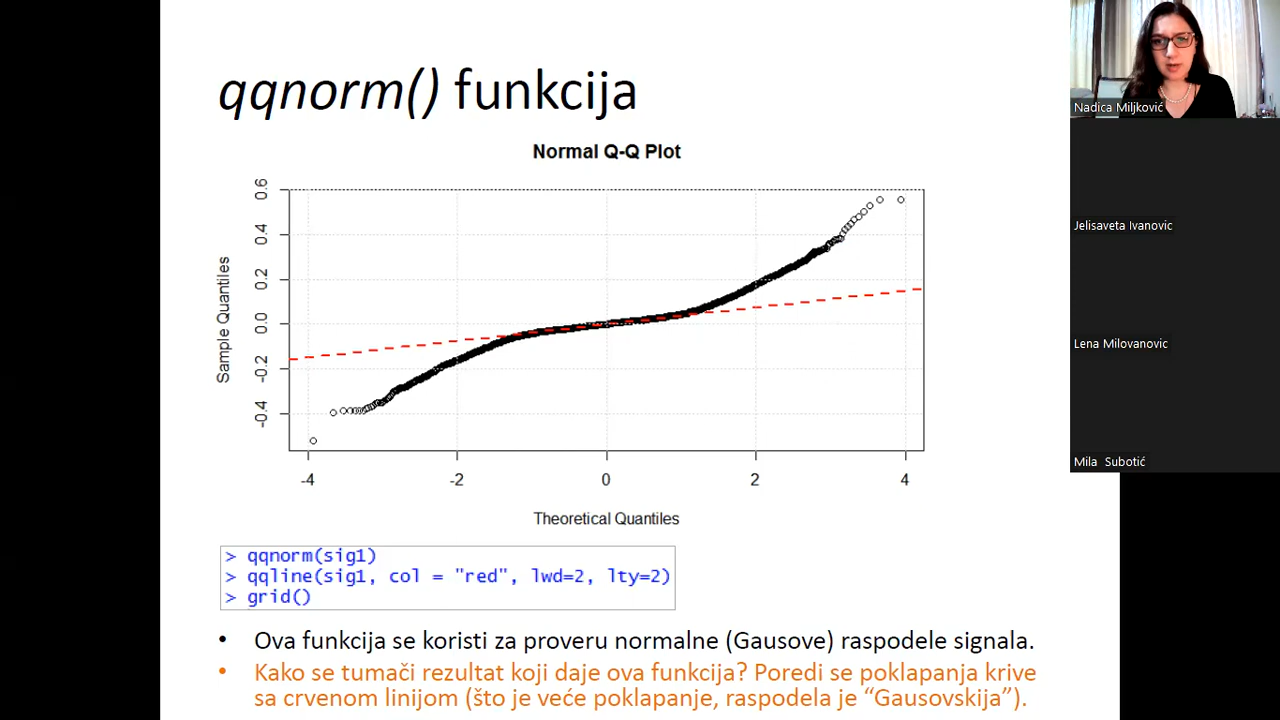 qqnorm() funkcija
Normal Q-Q Plot
Sample Quantiles
0.6
0.4
0.2
0.0
-0.2
-0.4
-4
-2
0
2
4
Theoretical Quantiles
> qqnorm(sig1)
> qqline(sig1, col = "red", lwd=2, lty=2)
> grid()
• Ova funkcija se koristi za proveru normalne (Gausove) raspodele signala.
• Kako se tumači rezultat koji daje ova funkcija? Poredi se poklapanja krive
sa crvenom linijom (što je veće poklapanje, raspodela je “Gausovskija”).
Nadica Miljković
Jelisaveta Ivanovic
Lena Milovanovic
Mila Subotić